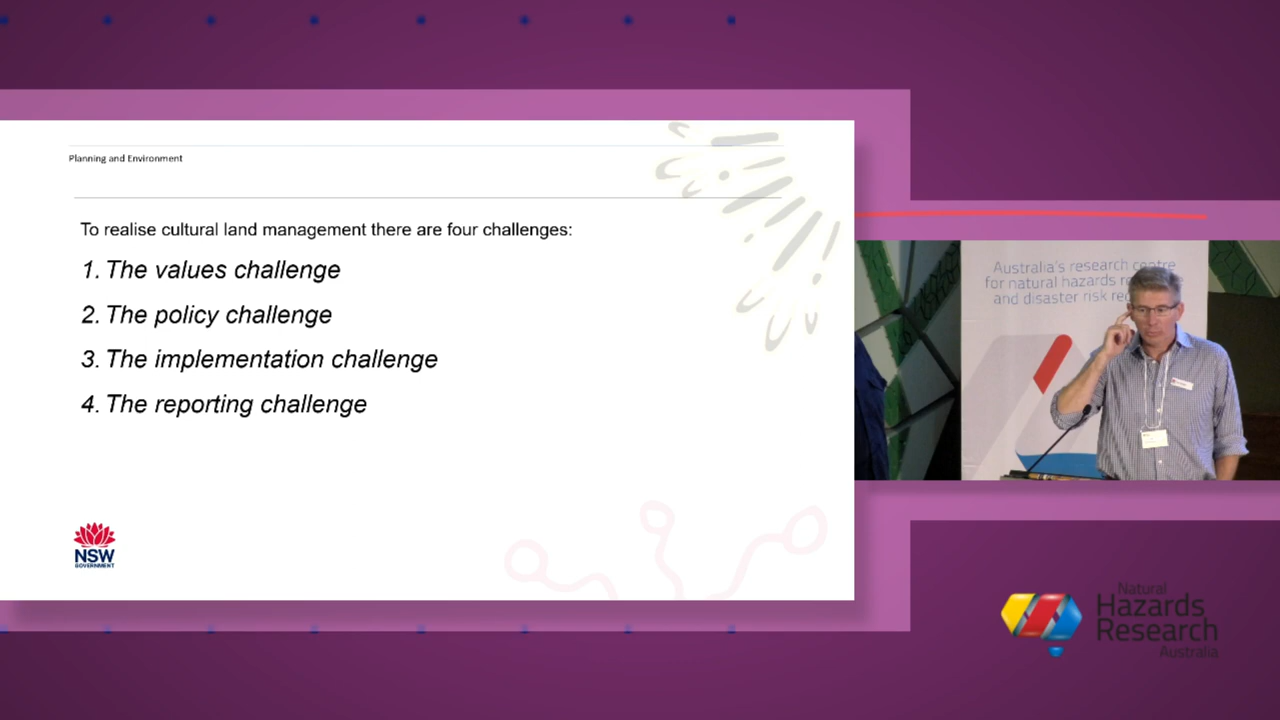 Planning and Environment
To realise cultural land management there are four challenges:
1. The values challenge
2. The policy challenge
3. The implementation challenge
4. The reporting challenge
NSW
GOVERNMENT
Australia's research centre
for natural hazards
and disaster risk
Natural
Hazards
Research
Australia